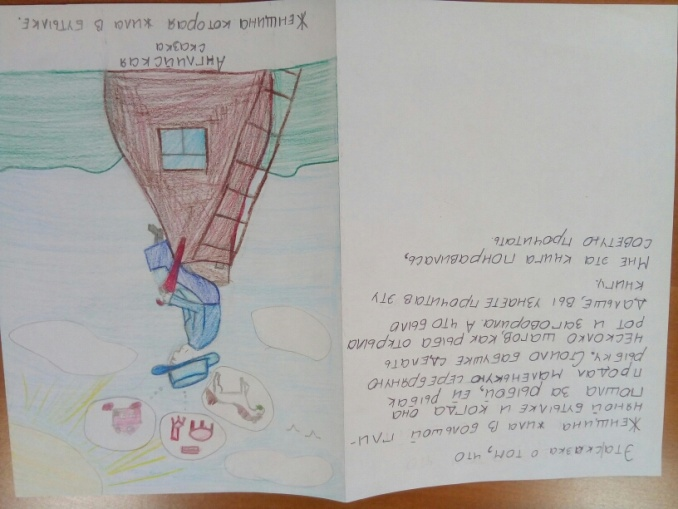 Эта сказка о том, что
Женщина жила в большой гли-
няной бутылке и когда она
пошла за рыбой, ей рыбак
продал маленькую серебряную
рыбку. Стоило бабушке сделать
несколько шагов, как рыба открыла
рот и заговорила. А что было
дальше, вы узнаете прочитав эту
книгу.
Мне эта книга понравилась,
советую прочитать.
Английская
сказка
Женщина которая жила в бутылке.